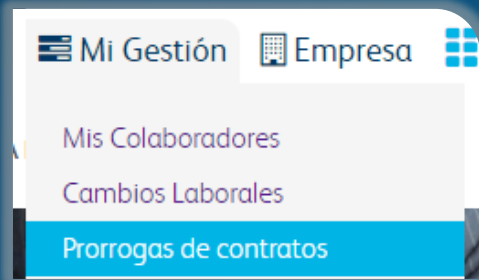 Mi Gestión Empresa
Mis Colaboradores
Cambios Laborales
Prorrogas de contratos